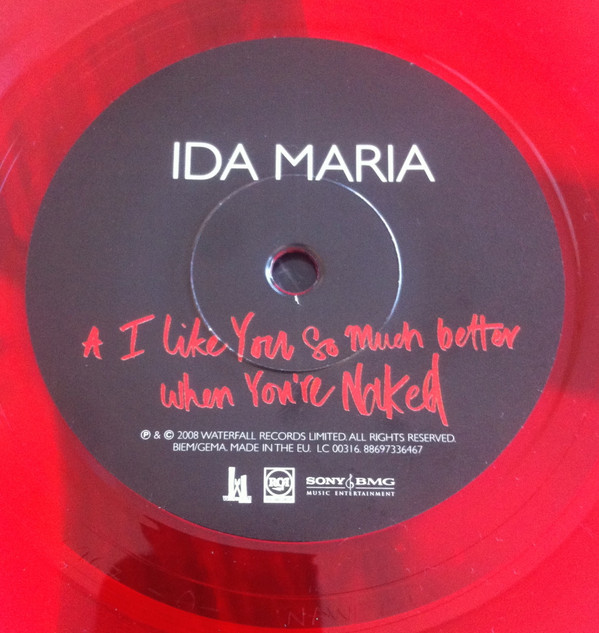 IDA MARIA
A I Like You So Much better
when You're Naked
℗ & © 2008 WATERFALL RECORDS LIMITED. ALL RIGHTS RESERVED.
BIEM/GEMA. MADE IN THE EU. LC 00316. 88697336467
SONY BMG
MUSIC ENTERTAINMENT